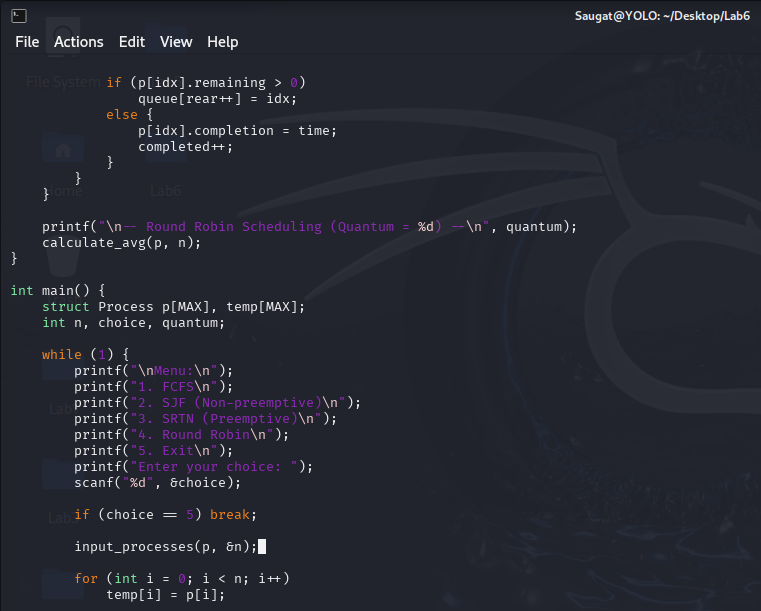 Saugat@YOLO: ~/Desktop/Lab6
File Actions Edit View Help
File System
if (p[idx].remaining > 0)
queue[rear++] = idx;
else {
p[idx].completion = time;
completed++;
}
}
Home
Lab6
}
printf("\n-- Round Robin Scheduling (Quantum = %d) --\n", quantum);
calculate_avg(p, n);
}
int main() {
struct Process p[MAX], temp[MAX];
int n, choice, quantum;
while (1) {
printf("\nMenu:\n");
printf("1. FCFS\n");
printf("2. SJF (Non-preemptive)\n");
printf("3. SRTN (Preemptive)\n");
printf("4. Round Robin\n");
printf("5. Exit\n");
printf("Enter your choice: ");
scanf("%d", &choice);
if (choice == 5) break;
input_processes(p, &n);
for (int i = 0; i < n; i++)
temp[i] = p[i];